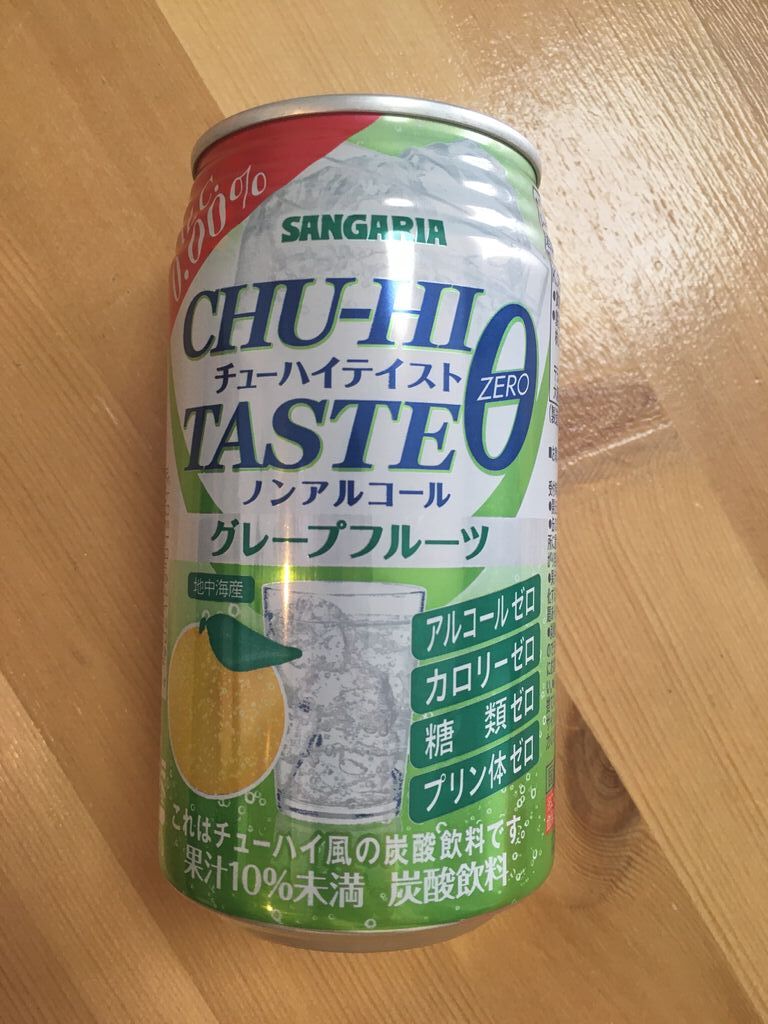 0.00%
SANGARIA
CHU-HI
チューハイテイスト
ZERO
0
TASTE
ノンアルコール
グレープフルーツ
地中海産
アルコールゼロ
カロリーゼロ
糖 類ゼロ
プリン体ゼロ
これはチューハイ風の炭酸飲料です。
果汁10%未満 炭酸飲料